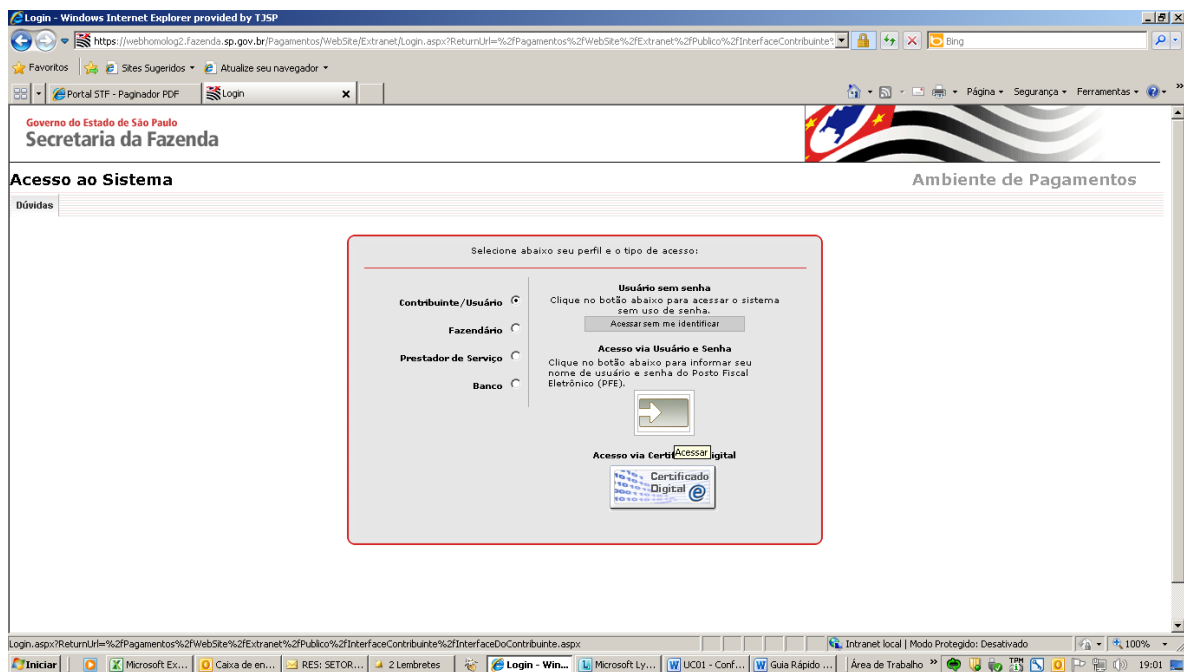 Login - Windows Internet Explorer provided by TJSP
https://webhomolog2.fazenda.sp.gov.br/Pagamentos/WebSite/Extranet/Login.aspx?ReturnUrl=%2fPagamentos%2fWebSite%2fExtranet%2fPublico%2fInterfaceContribuinte%
Bing
Favoritos
Sites Sugeridos
Atualize seu navegador
Portal STF - Paginador PDF
Login
Página
Segurança
Ferramentas
Governo do Estado de São Paulo
Secretaria da Fazenda
Acesso ao Sistema
Ambiente de Pagamentos
Dúvidas
Selecione abaixo seu perfil e o tipo de acesso:
Contribuinte/Usuário
Fazendário
Prestador de Serviço
Banco
Usuário sem senha
Clique no botão abaixo para acessar o sistema
sem uso de senha.
Acessar sem me identificar
Acesso via Usuário e Senha
Clique no botão abaixo para informar seu
nome de usuário e senha do Posto Fiscal
Eletrônico (PFE).
Acessar
Acesso via Certif igital
Certificado
Digital
Login.aspx?ReturnUrl=%2fPagamentos%2fWebSite%2fExtranet%2fPublico%2fInterfaceContribuinte%2fInterfaceDoContribuinte.aspx
Intranet local | Modo Protegido: Desativado
100%
Iniciar
Microsoft Ex...
Caixa de en...
RES: SETOR...
2 Lembretes
Login - Win...
Microsoft Ly...
UC01 - Conf...
Guia Rápido ...
Área de Trabalho
19:01